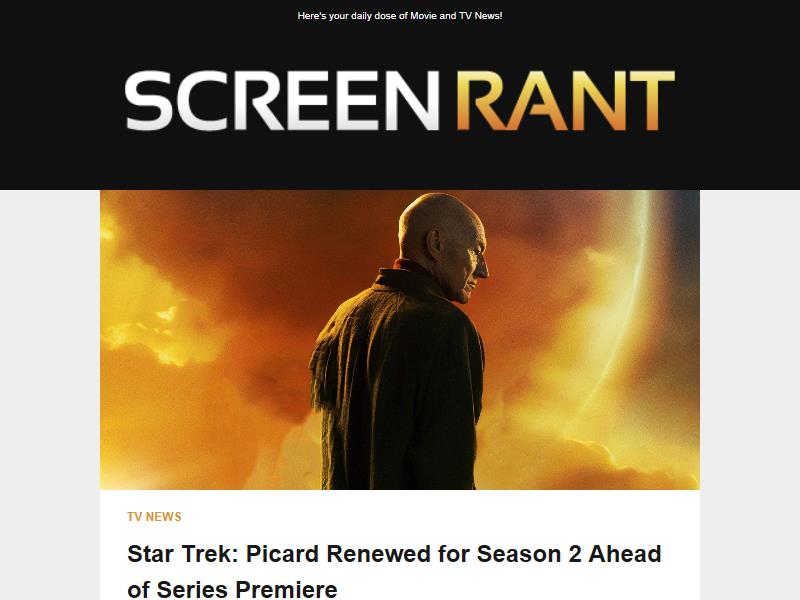 Here's your daily dose of Movie and TV News!
SCREEN RANT
TV NEWS
Star Trek: Picard Renewed for Season 2 Ahead
of Series Premiere